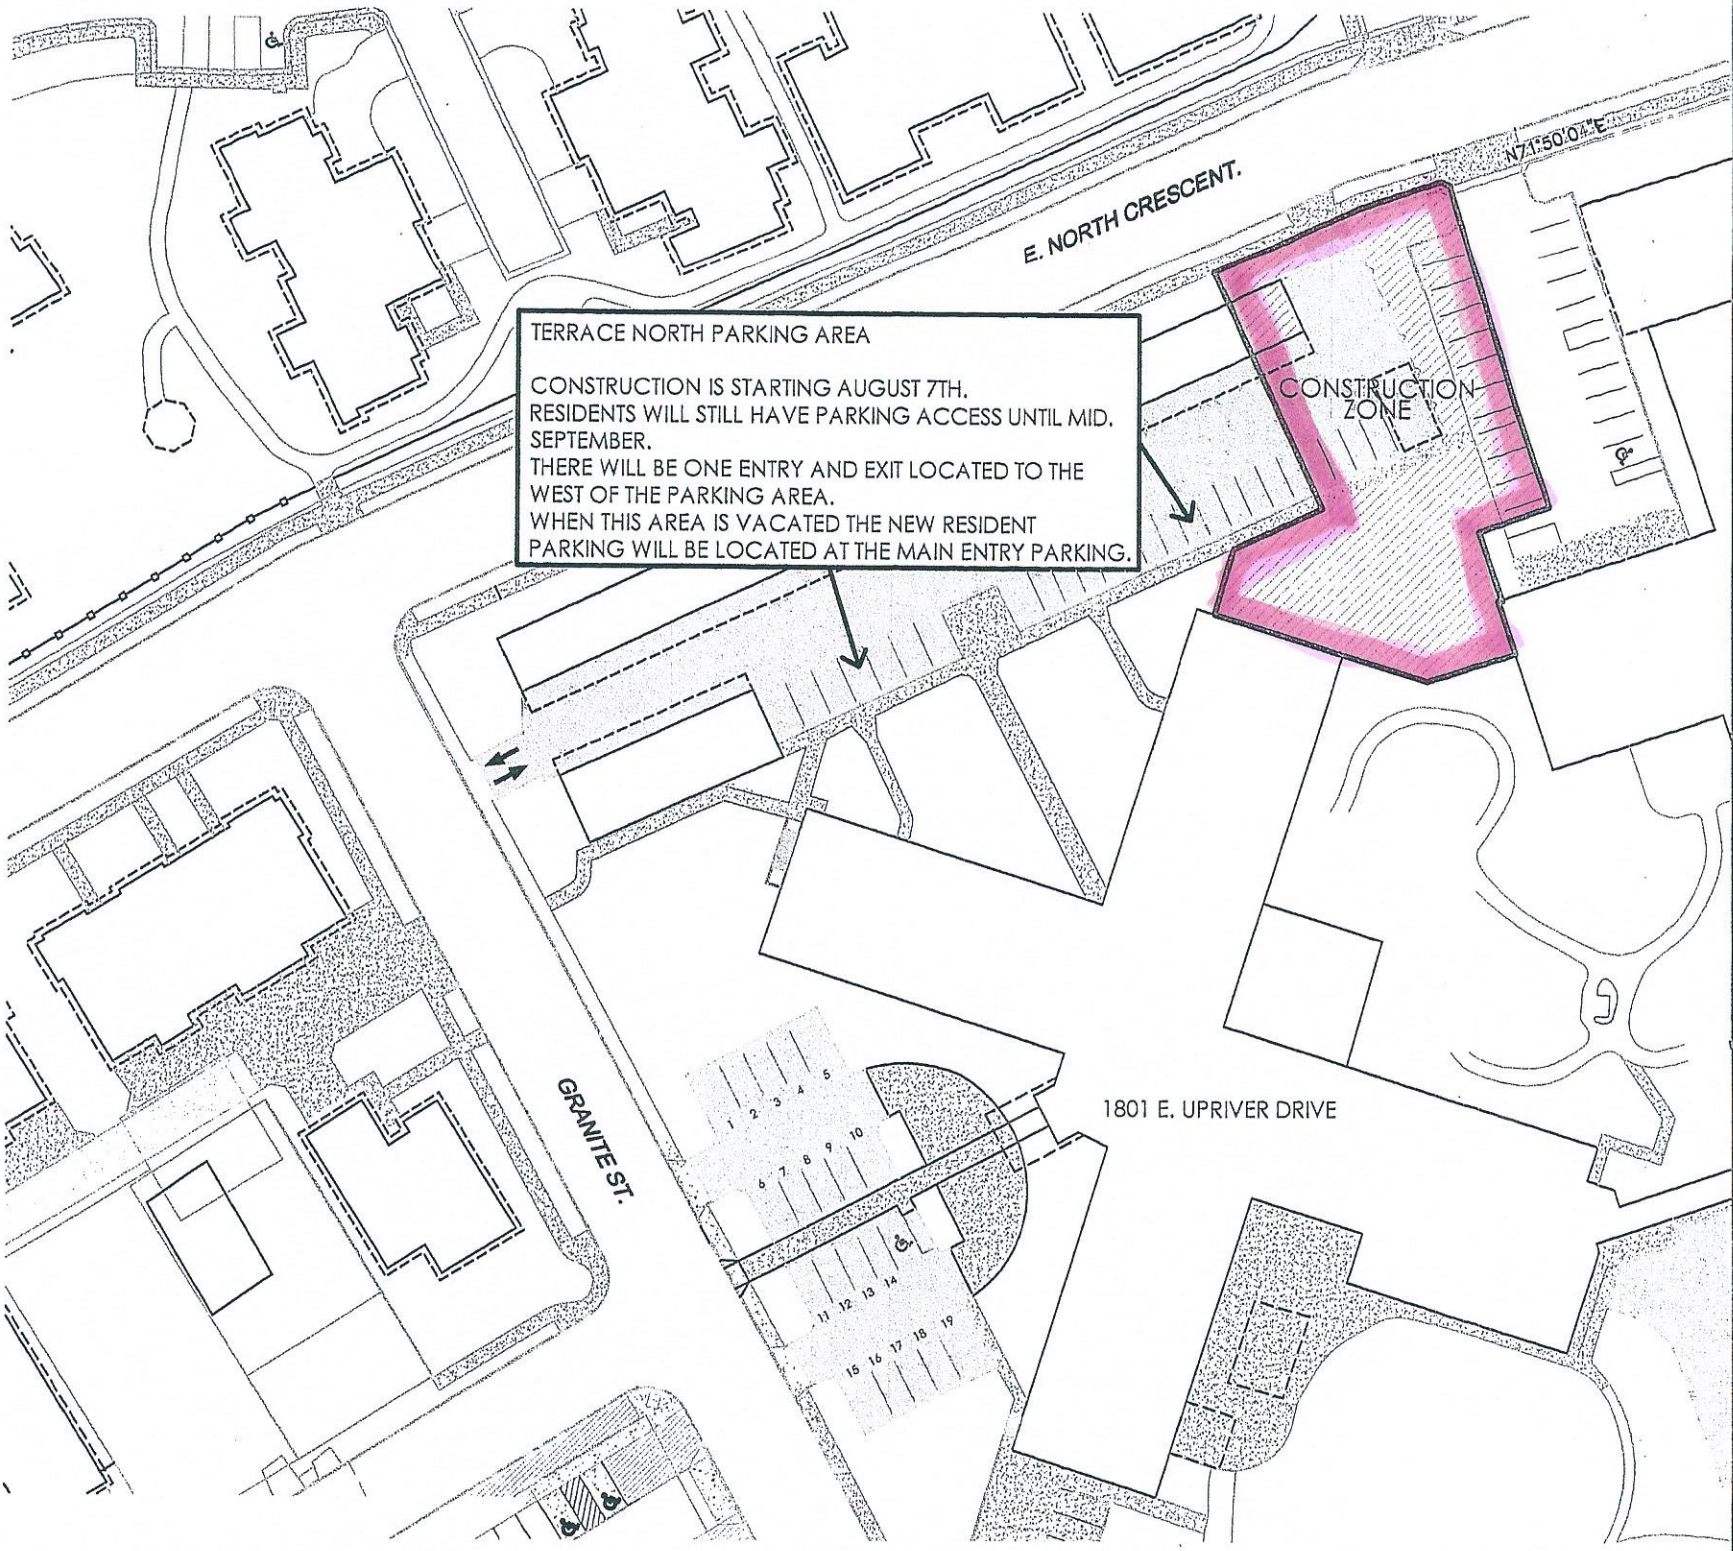 N71°50'04"E
E. NORTH CRESCENT.
TERRACE NORTH PARKING AREA
CONSTRUCTION IS STARTING AUGUST 7TH.
RESIDENTS WILL STILL HAVE PARKING ACCESS UNTIL MID.
SEPTEMBER.
THERE WILL BE ONE ENTRY AND EXIT LOCATED TO THE
WEST OF THE PARKING AREA.
WHEN THIS AREA IS VACATED THE NEW RESIDENT
PARKING WILL BE LOCATED AT THE MAIN ENTRY PARKING.
CONSTRUCTION
ZONE
GRANITE ST.
1 2 3 4 5
6 7 8 9 10
11 12 13 14
15 16 17 18 19
1801 E. UPRIVER DRIVE